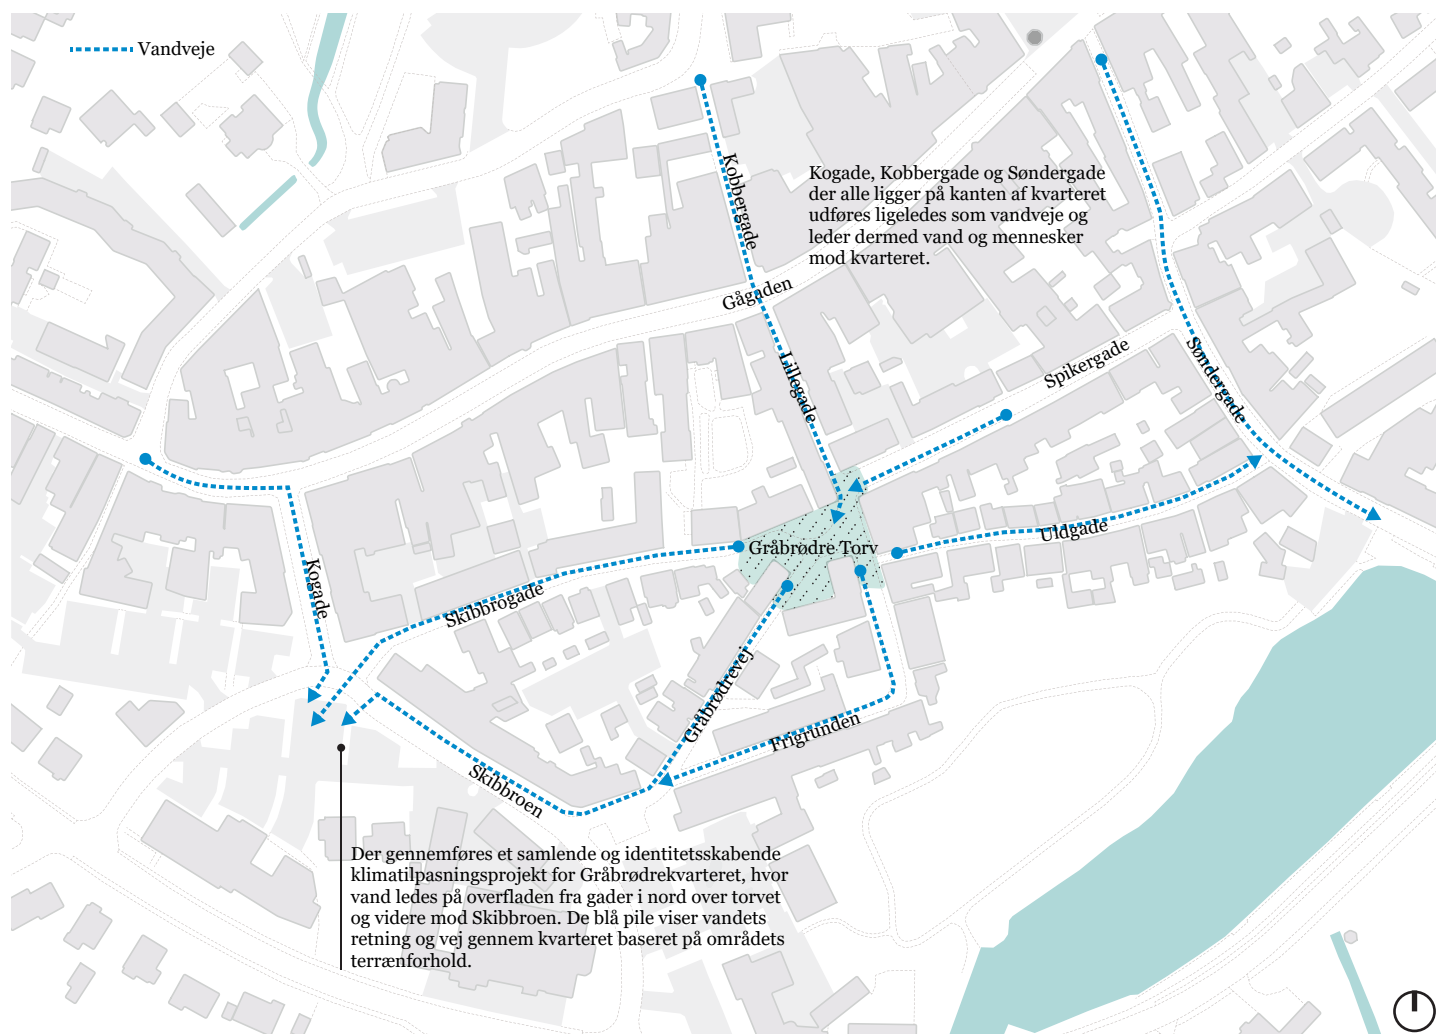 Vandveje
Kogade, Kobbergade og Søndergade
der alle ligger på kanten af kvarteret
udføres ligeledes som vandveje og
leder dermed vand og mennesker
mod kvarteret.
Kobbergade
Gågaden
Lillegade
Spikergade
Søndergade
Uldgade
Gråbrødre Torv
Kogade
Skibbrogade
Gråbrødrevej
Frigrunden
Skibbroen
Der gennemføres et samlende og identitetsskabende
klimatilpasningsprojekt for Gråbrødrekvarteret, hvor
vand ledes på overfladen fra gader i nord over torvet
og videre mod Skibbroen. De blå pile viser vandets
retning og vej gennem kvarteret baseret på områdets
terrænforhold.